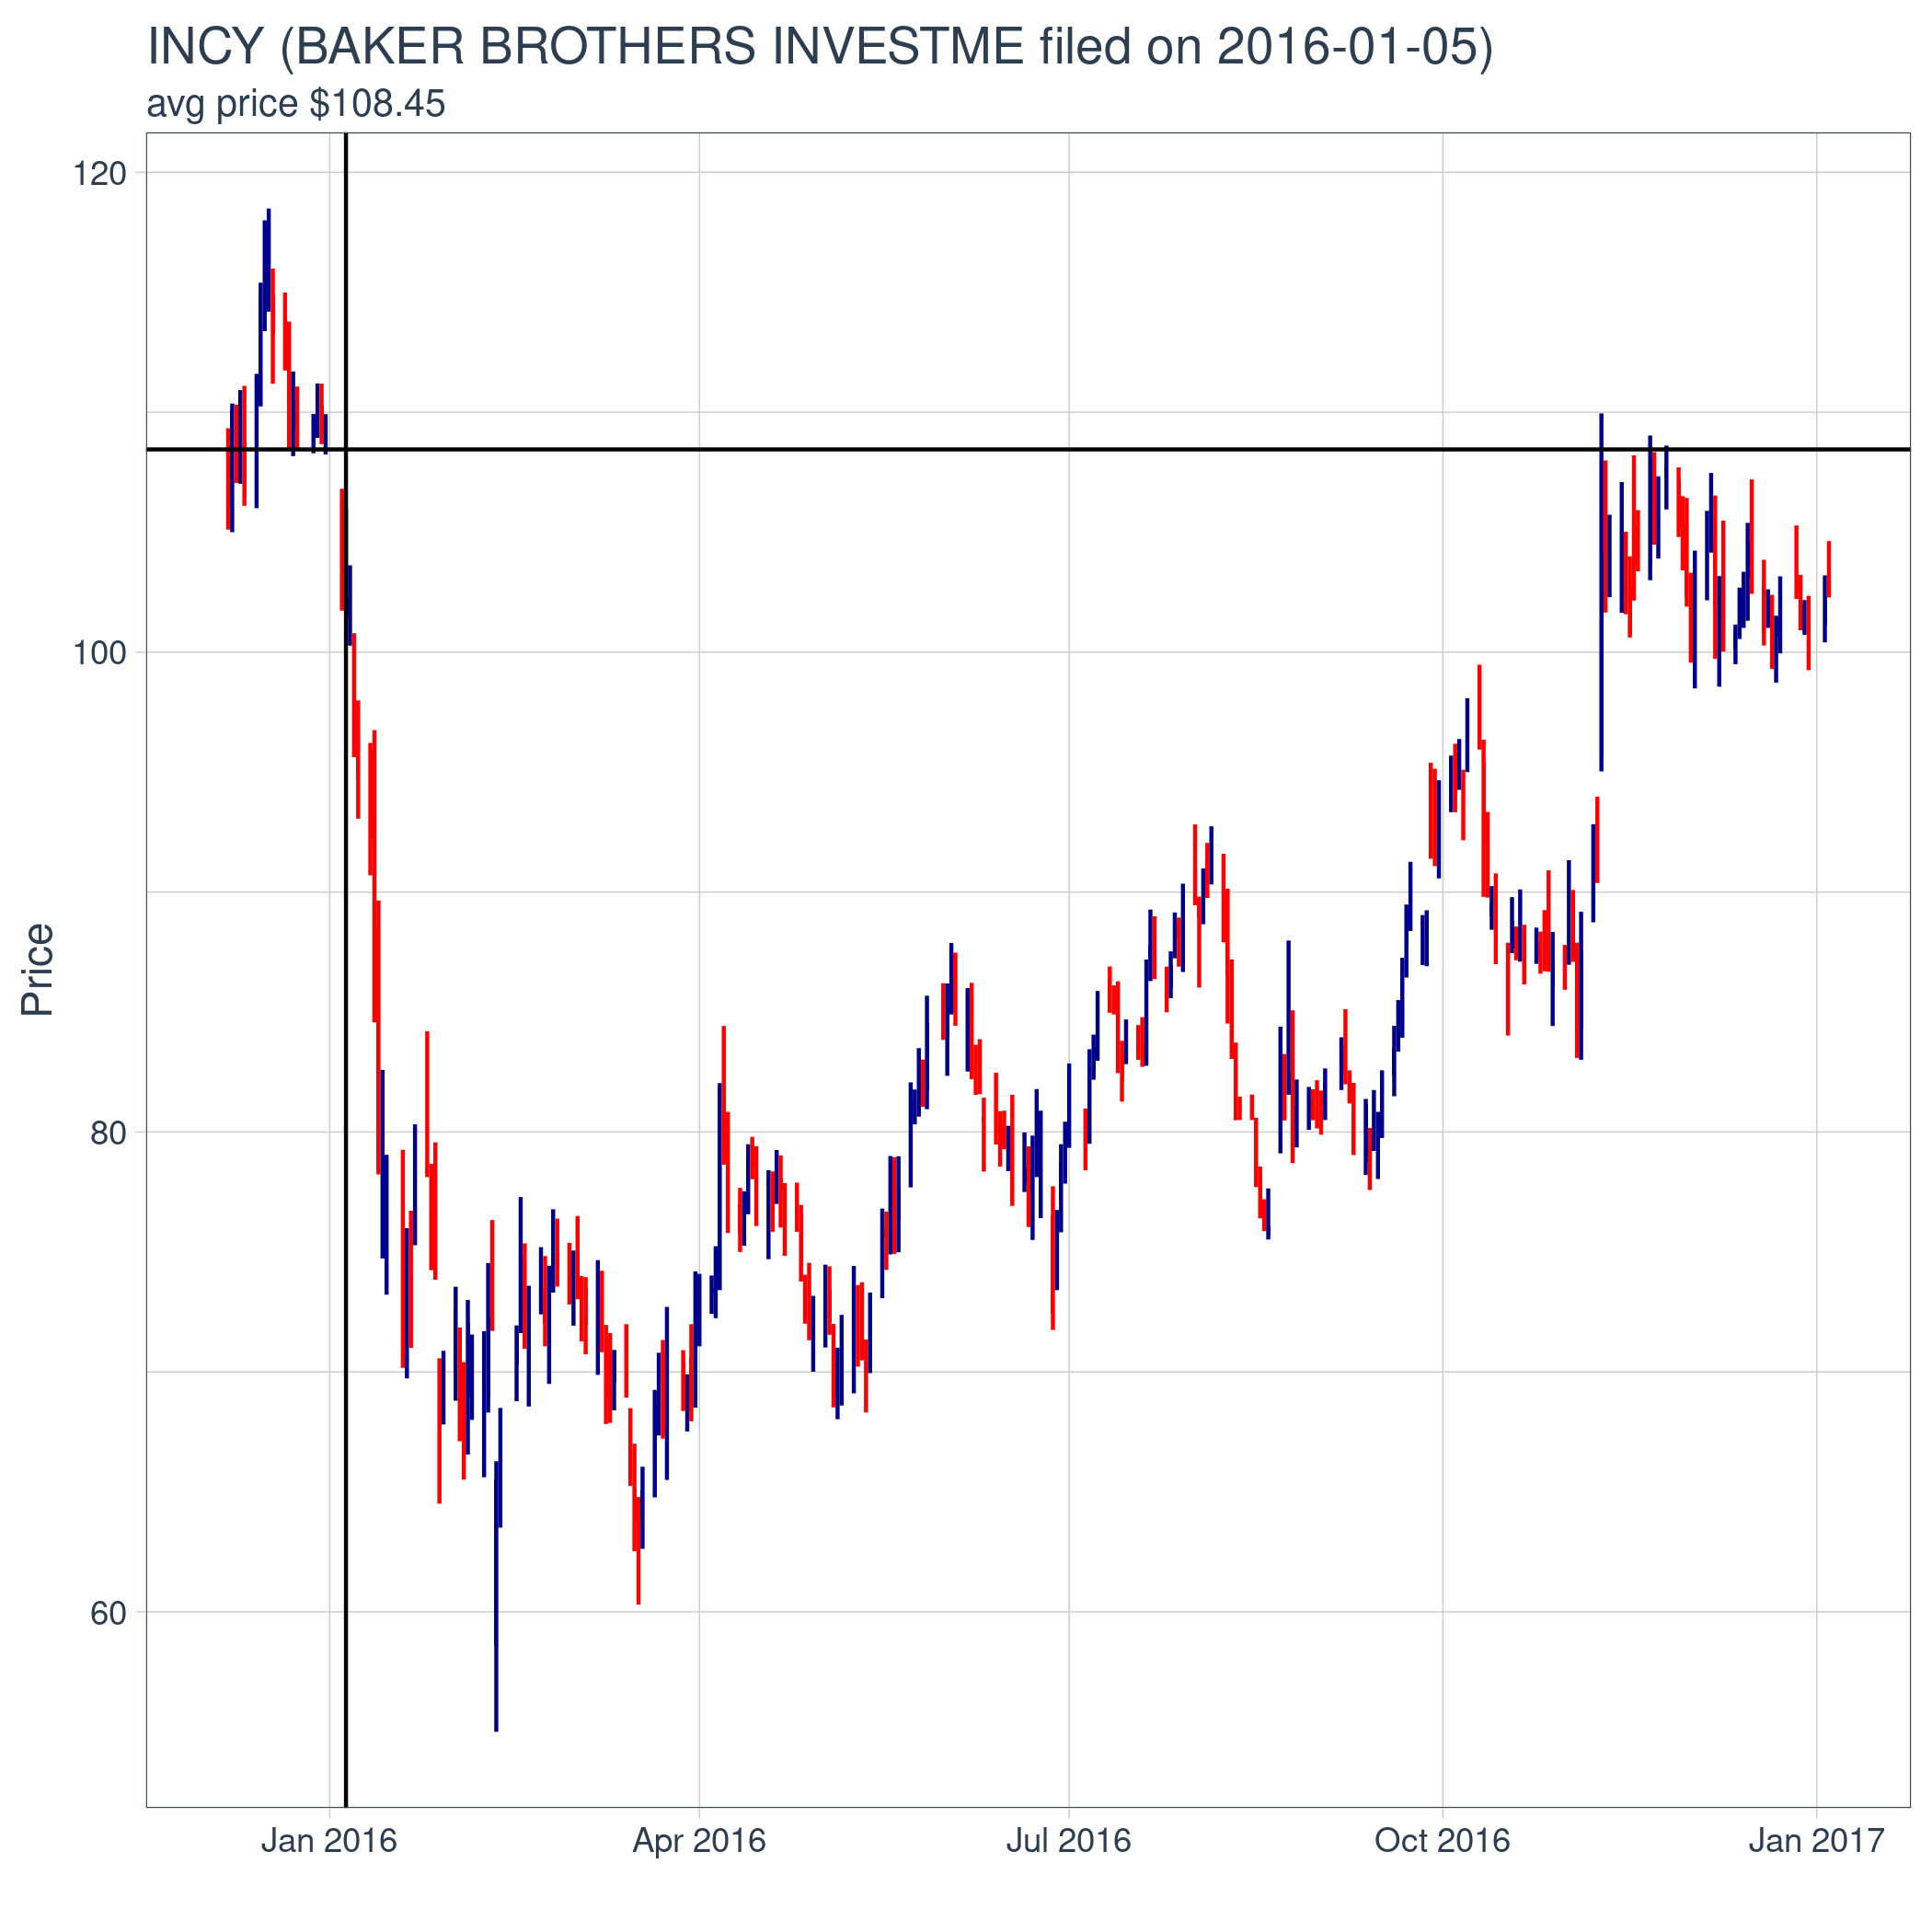 INCY (BAKER BROTHERS INVESTME filed on 2016-01-05)
avg price $108.45
120
100
80
60
Price
Jan 2016
Apr 2016
Jul 2016
Oct 2016
Jan 2017